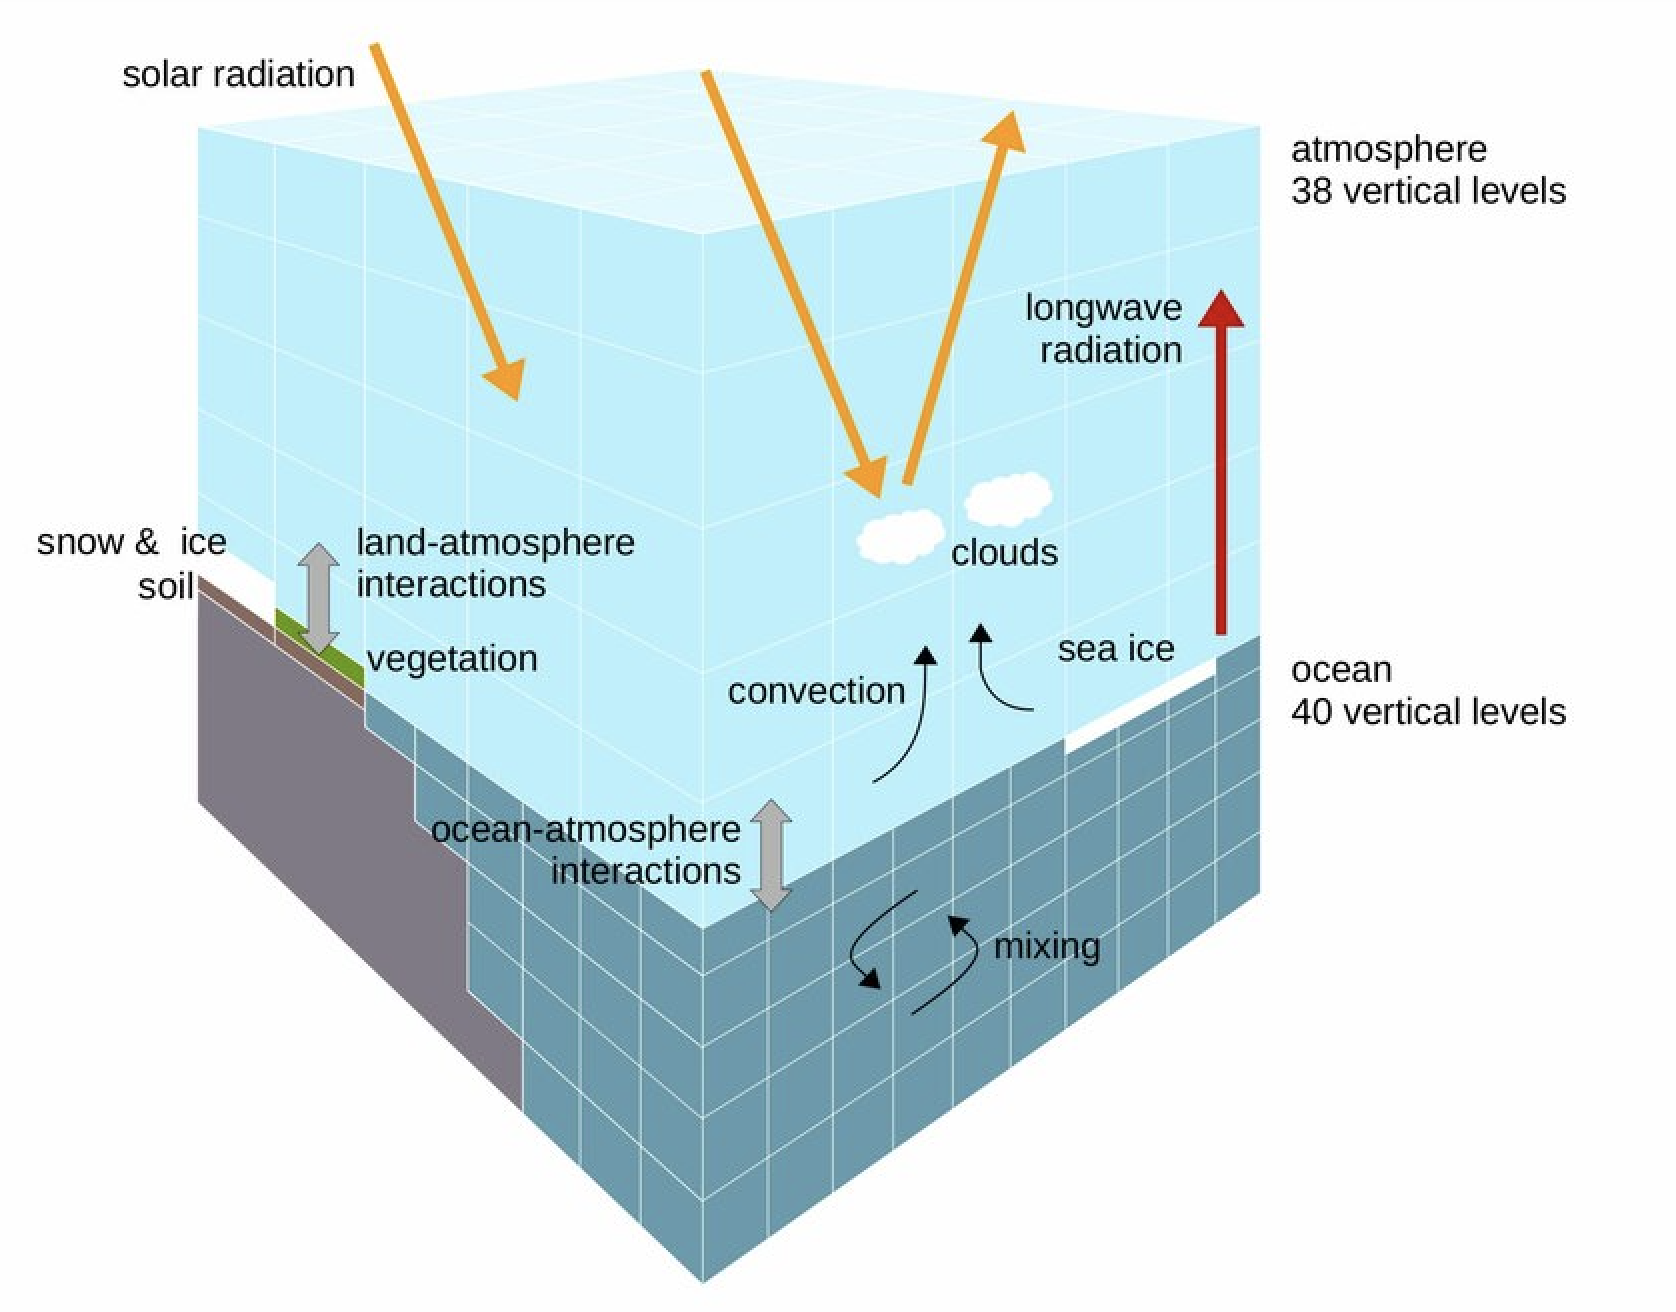 solar radiation
atmosphere
38 vertical levels
longwave
radiation
snow & ice
soil
land-atmosphere
interactions
vegetation
clouds
convection
sea ice
ocean
40 vertical levels
ocean-atmosphere
interactions
mixing